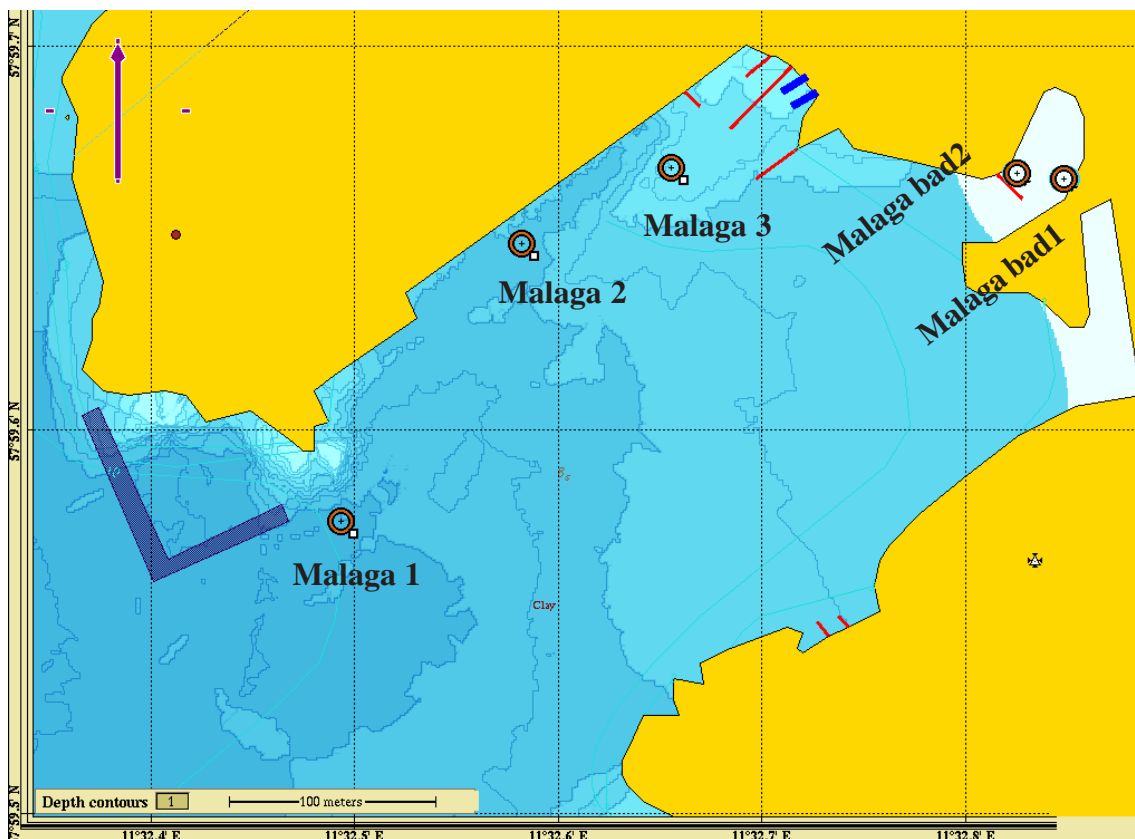 57°59.7' N
Malaga bad2
Malaga 3
Malaga bad1
Malaga 2
57°59.6' N
Malaga 1
Clay
Depth contours 1
100 meters
57°59.5' N
11°32.4' E
11°32.5' E
11°32.6' E
11°32.7' E
11°32.8' E